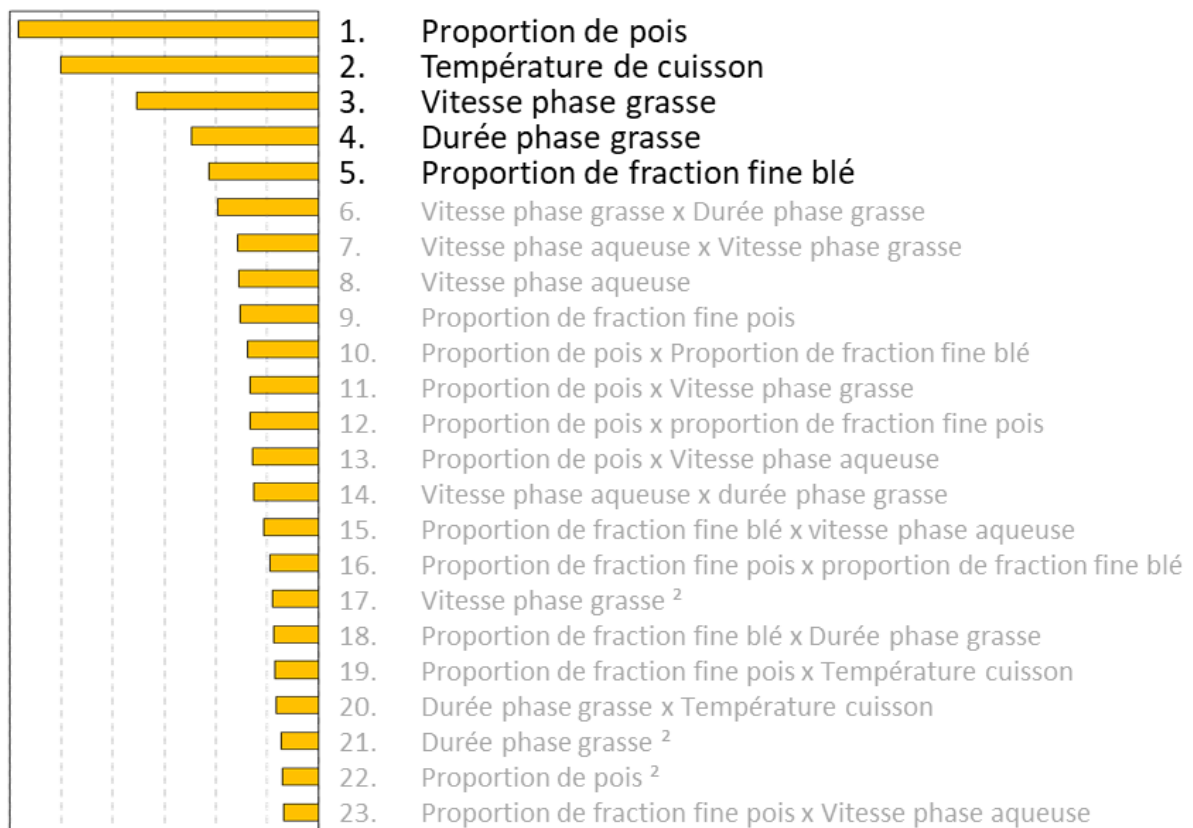 1. Proportion de pois
2. Température de cuisson
3. Vitesse phase grasse
4. Durée phase grasse
5. Proportion de fraction fine blé
6. Vitesse phase grasse x Durée phase grasse
7. Vitesse phase aqueuse x Vitesse phase grasse
8. Vitesse phase aqueuse
9. Proportion de fraction fine pois
10. Proportion de pois x Proportion de fraction fine blé
11. Proportion de pois x Vitesse phase grasse
12. Proportion de pois x proportion de fraction fine pois
13. Proportion de pois x Vitesse phase aqueuse
14. Vitesse phase aqueuse x durée phase grasse
15. Proportion de fraction fine blé x vitesse phase aqueuse
16. Proportion de fraction fine pois x proportion de fraction fine blé
17. Vitesse phase grasse ²
18. Proportion de fraction fine blé x Durée phase grasse
19. Proportion de fraction fine pois x Température cuisson
20. Durée phase grasse x Température cuisson
21. Durée phase grasse ²
22. Proportion de pois ²
23. Proportion de fraction fine pois x Vitesse phase aqueuse